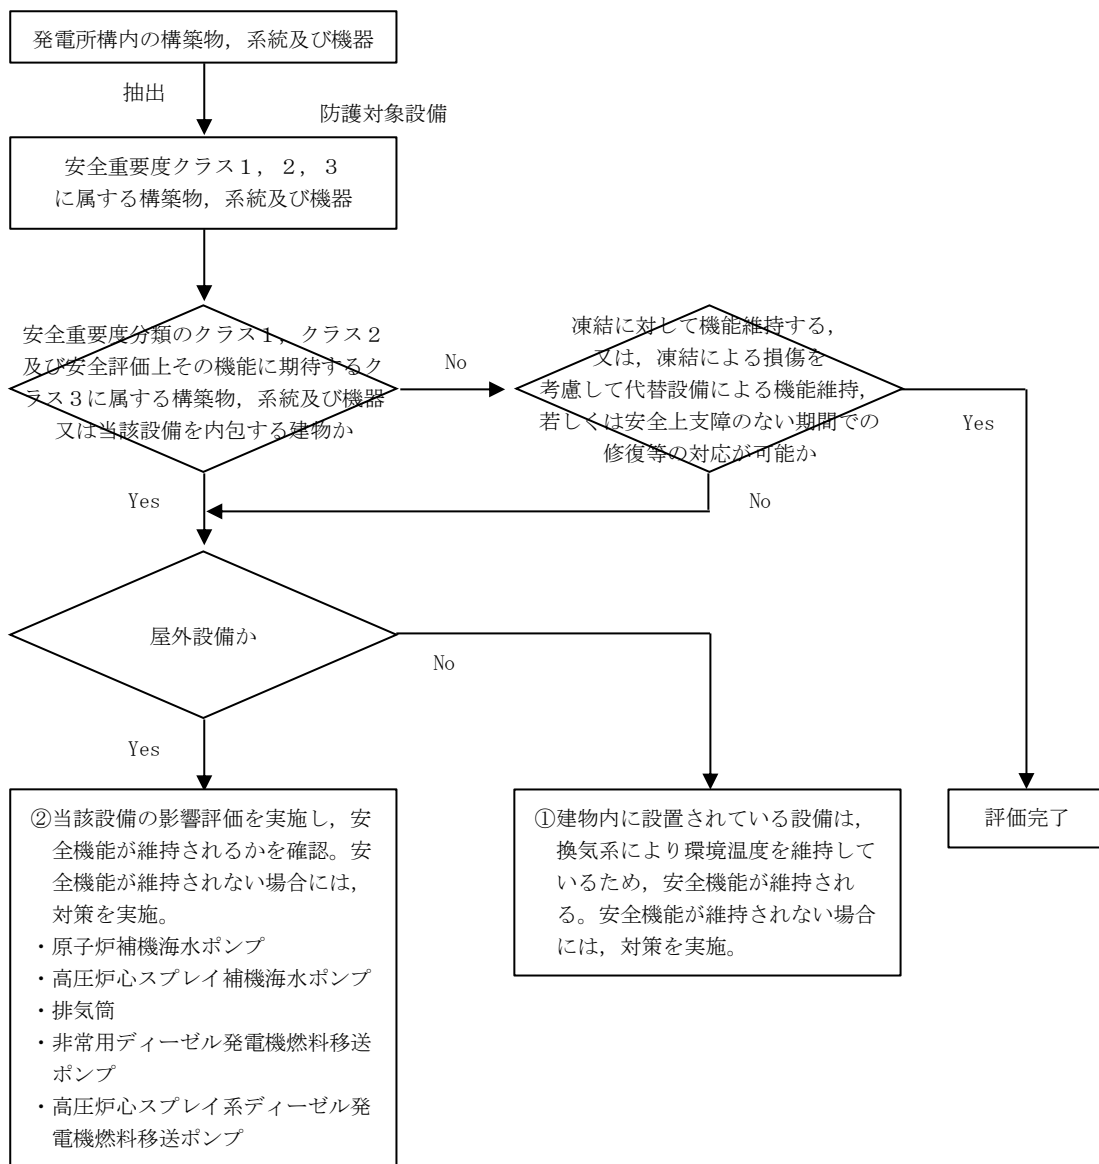 発電所構内の構築物，系統及び機器
抽出
防護対象設備
安全重要度クラス１，２，３
に属する構築物，系統及び機器
安全重要度分類のクラス１，クラス２
及び安全評価上その機能に期待するク
ラス３に属する構築物，系統及び機器
又は当該設備を内包する建物か
No
凍結に対して機能維持する，
又は，凍結による損傷を
考慮して代替設備による機能維持，
若しくは安全上支障のない期間での
修復等の対応が可能か
Yes
Yes
No
屋外設備か
No
Yes
②当該設備の影響評価を実施し，安
全機能が維持されるかを確認。安
全機能が維持されない場合には，
対策を実施。
・原子炉補機海水ポンプ
・高圧炉心スプレイ補機海水ポンプ
・排気筒
・非常用ディーゼル発電機燃料移送
ポンプ
・高圧炉心スプレイ系ディーゼル発
電機燃料移送ポンプ
①建物内に設置されている設備は，
換気系により環境温度を維持して
いるため，安全機能が維持され
る。安全機能が維持されない場合
には，対策を実施。
評価完了